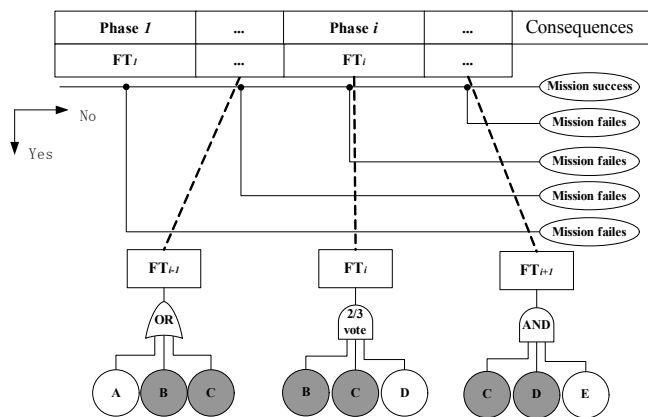 Phase 1 ... Phase i ... Consequences
FT1 ... FTi ...
Mission success
No
Mission failes
Yes
Mission failes
Mission failes
Mission failes
FTi-1 FTi FTi+1
OR 2/3 vote AND
A B C B C D C D E